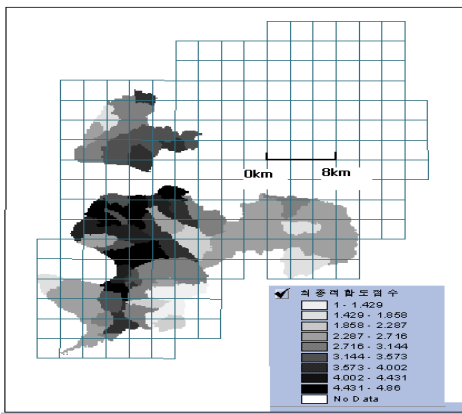 0km 8km
최종적합도점수
1 - 1.429
1.429 - 1.858
1.858 - 2.287
2.287 - 2.716
2.716 - 3.144
3.144 - 3.573
3.573 - 4.002
4.002 - 4.431
4.431 - 4.86
No Data